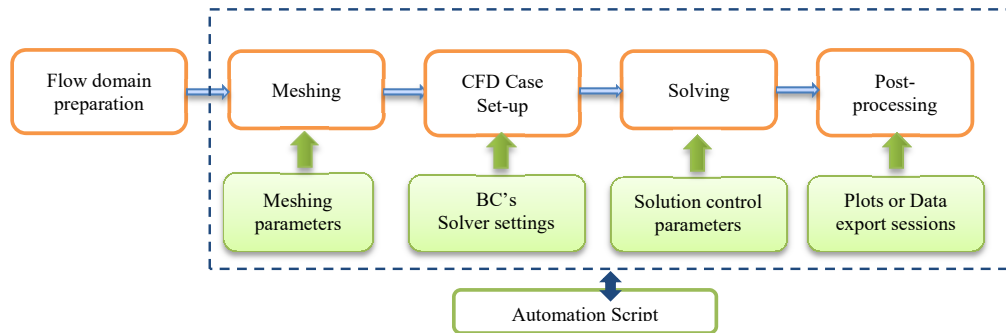 Flow domain
preparation
Meshing
CFD Case
Set-up
Solving
Post-
processing
Meshing
parameters
BC’s
Solver settings
Solution control
parameters
Plots or Data
export sessions
Automation Script